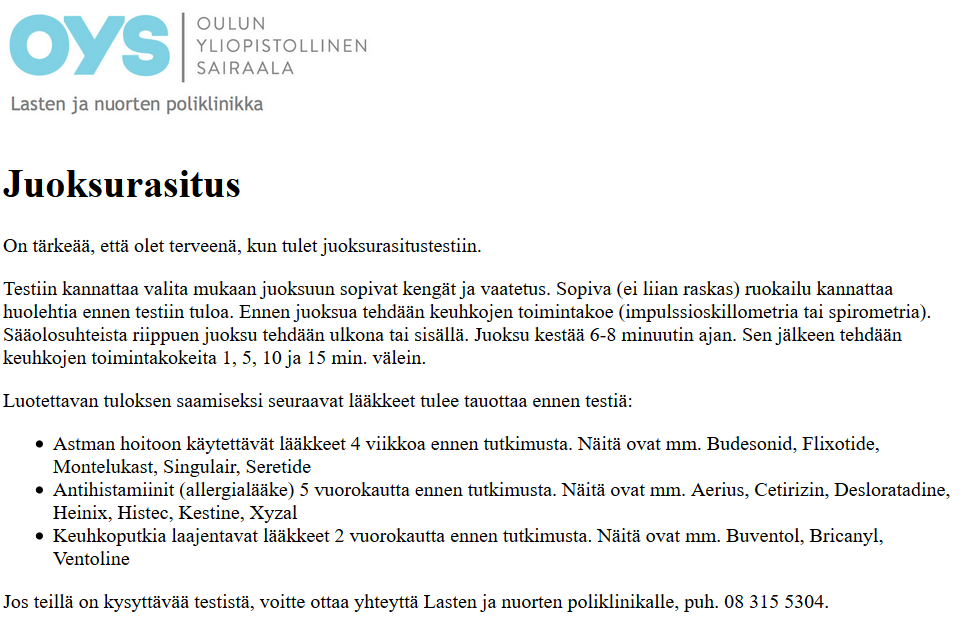 OYS
OULUN
YLIOPISTOLLINEN
SAIRAALA
Lasten ja nuorten poliklinikka
Juoksurasitus
On tärkeää, että olet terveenä, kun tulet juoksurasitustestiin.
Testiin kannattaa valita mukaan juoksuun sopivat kengät ja vaatetus. Sopiva (ei liian raskas) ruokailu kannattaa
huolehtia ennen testiin tuloa. Ennen juoksua tehdään keuhkojen toimintakoe (impulssioskillometria tai spirometria).
Sääolosuhteista riippuen juoksu tehdään ulkona tai sisällä. Juoksu kestää 6-8 minuutin ajan. Sen jälkeen tehdään
keuhkojen toimintakokeita 1, 5, 10 ja 15 min. välein.
Luotettavan tuloksen saamiseksi seuraavat lääkkeet tulee tauottaa ennen testiä:
• Astman hoitoon käytettävät lääkkeet 4 viikkoa ennen tutkimusta. Näitä ovat mm. Budesonid, Flixotide,
Montelukast, Singulair, Seretide
• Antihistamiinit (allergialääke) 5 vuorokautta ennen tutkimusta. Näitä ovat mm. Aerius, Cetirizin, Desloratadine,
Heinix, Histec, Kestine, Xyzal
• Keuhkoputkia laajentavat lääkkeet 2 vuorokautta ennen tutkimusta. Näitä ovat mm. Buventol, Bricanyl,
Ventoline
Jos teillä on kysyttävää testistä, voitte ottaa yhteyttä Lasten ja nuorten poliklinikalle, puh. 08 315 5304.